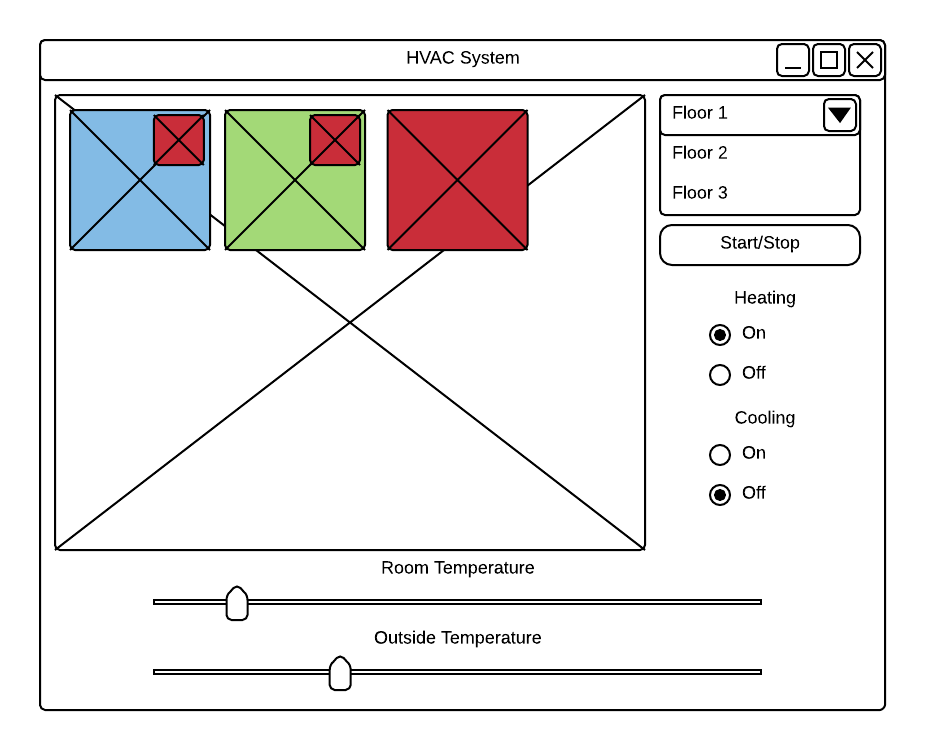 HVAC System
Floor 1
Floor 2
Floor 3
Start/Stop
Heating
On
Off
Cooling
On
Off
Room Temperature
Outside Temperature